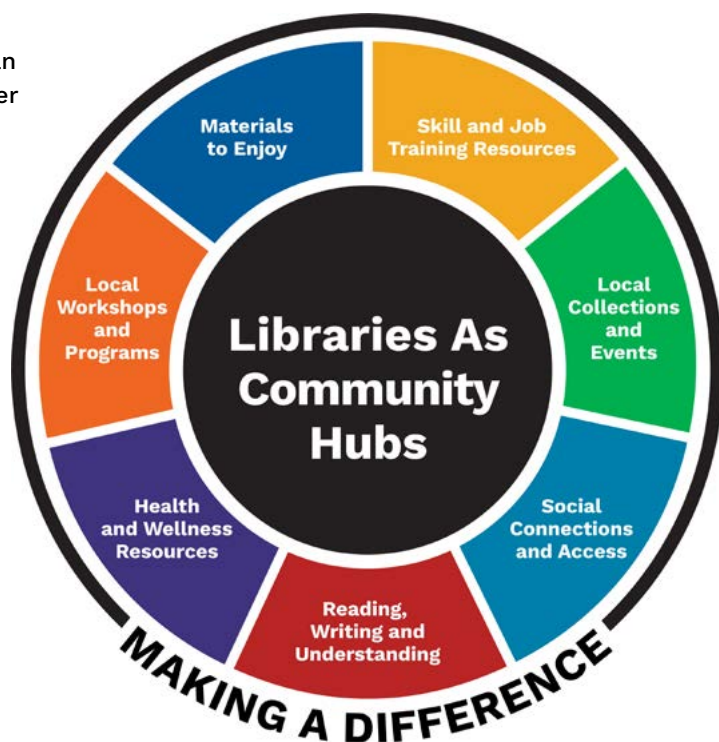 Libraries As
Community
Hubs
Materials
to Enjoy
Skill and Job
Training Resources
Local
Collections
and
Events
Social
Connections
and Access
Reading,
Writing and
Understanding
Health
and Wellness
Resources
Local
Workshops
and
Programs
MAKING A DIFFERENCE